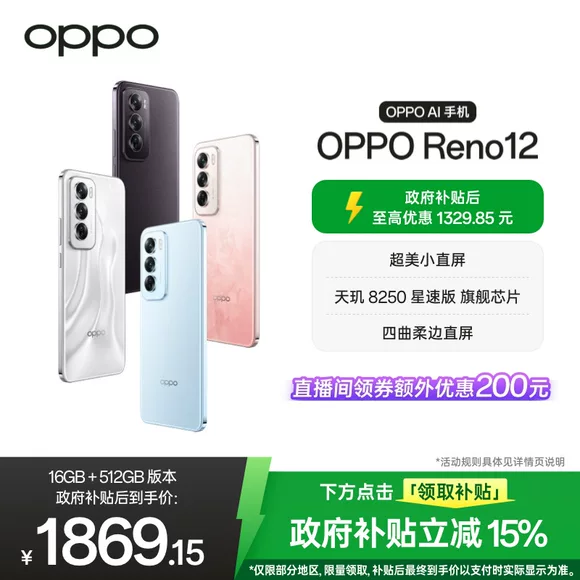 oppo
OPPO AI 手机
OPPO Reno12
政府补贴后
至高优惠 1329.85 元
超美小直屏
天玑 8250 星速版 旗舰芯片
四曲柔边直屏
直播间领券额外优惠200元
*活动规则具体见详情页说明
16GB+512GB 版本
政府补贴后到手价:
¥1869.15
下方点击「领取补贴」
政府补贴立减 15%
*仅限部分地区, 限量领取, 补贴后最终到手价以支付时实际显示为准。
oppo
oppo
oppo